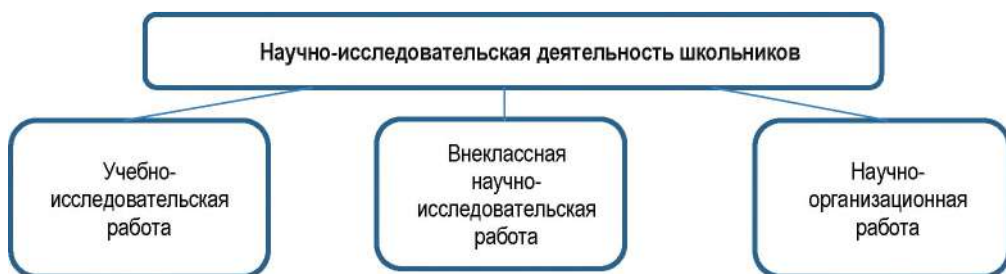 Научно-исследовательская деятельность школьников
Учебно-
исследовательская
работа
Внеклассная
научно-
исследовательская
работа
Научно-
организационная
работа